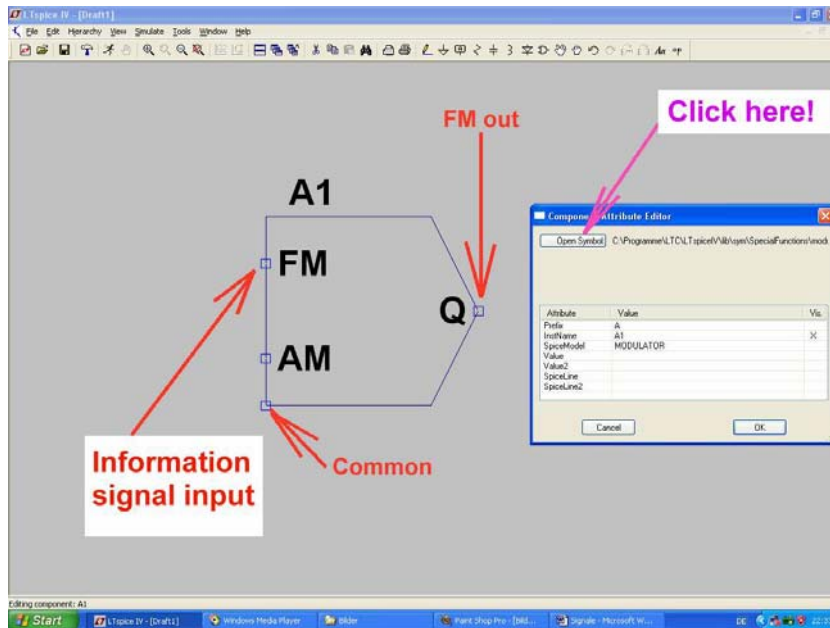 LTspice IV - [Draft1]
File Edit Hierarchy View Simulate Tools Window Help
Click here!
FM out
A1
FM
AM
Q
Component Attribute Editor
Open Symbol C:\Programme\LTC\LTspiceIV\lib\sym\SpecialFunctions\modu
Attribute Value Vis.
Prefix A
InstName A1 X
SpiceModel MODULATOR
Value
Value2
SpiceLine
SpiceLine2
Cancel OK
Information
signal input
Common
Editing component: A1
Start LTspice IV - [Draft1] Windows Media Player Bilder Paint Shop Pro - [bild... Signale - Microsoft W... DE